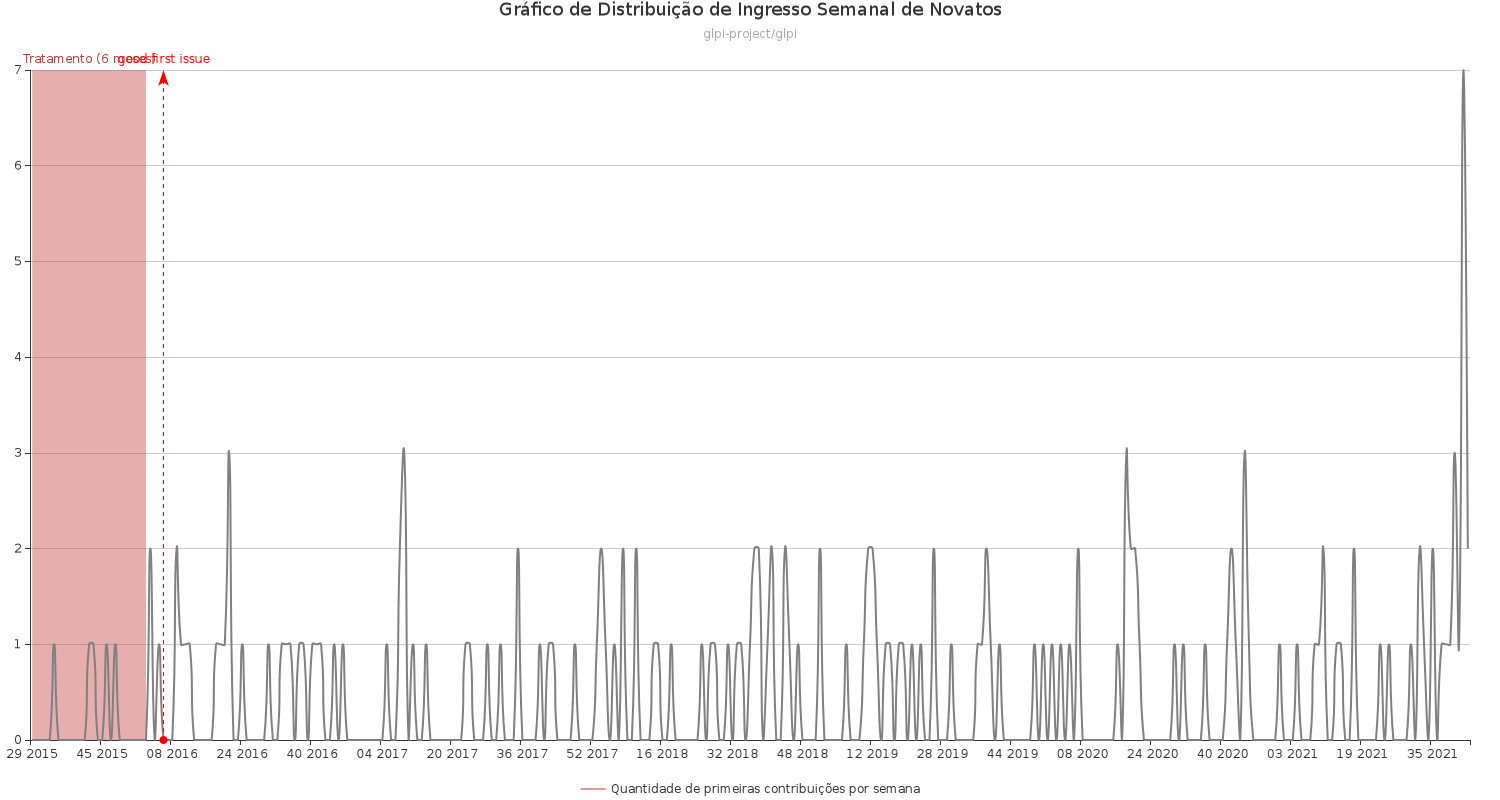 Gráfico de Distribuição de Ingresso Semanal de Novatos
glpi-project/glpi
Tratamento (6 meses)
good first issue
7
6
5
4
3
2
1
0
29 2015 45 2015 08 2016 24 2016 40 2016 04 2017 20 2017 36 2017 52 2017 16 2018 32 2018 48 2018 12 2019 28 2019 44 2019 08 2020 24 2020 40 2020 03 2021 19 2021 35 2021
Quantidade de primeiras contribuições por semana